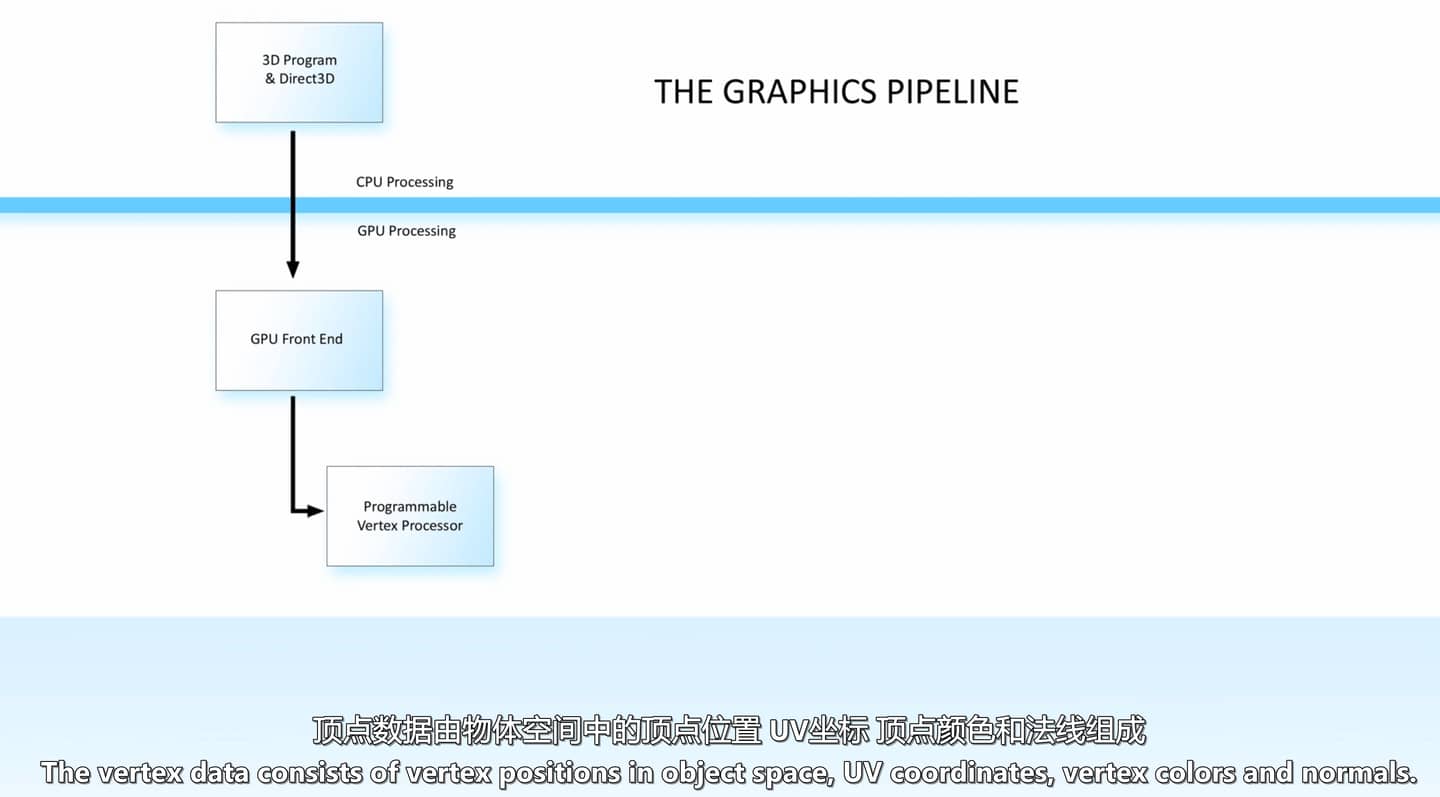 3D Program
& Direct3D
THE GRAPHICS PIPELINE
CPU Processing
GPU Processing
GPU Front End
Programmable
Vertex Processor
顶点数据由物体空间中的顶点位置 UV坐标 顶点颜色和法线组成
The vertex data consists of vertex positions in object space, UV coordinates, vertex colors and normals.